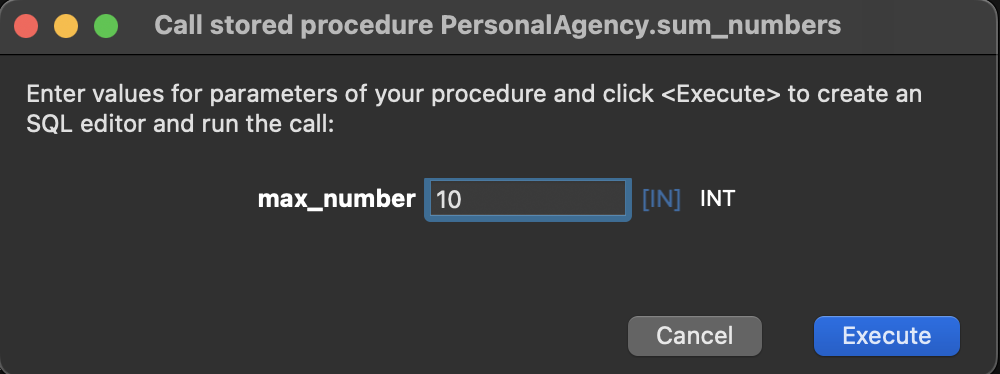 Call stored procedure PersonalAgency.sum_numbers
Enter values for parameters of your procedure and click <Execute> to create an
SQL editor and run the call:
max_number 10 [IN] INT
Cancel Execute